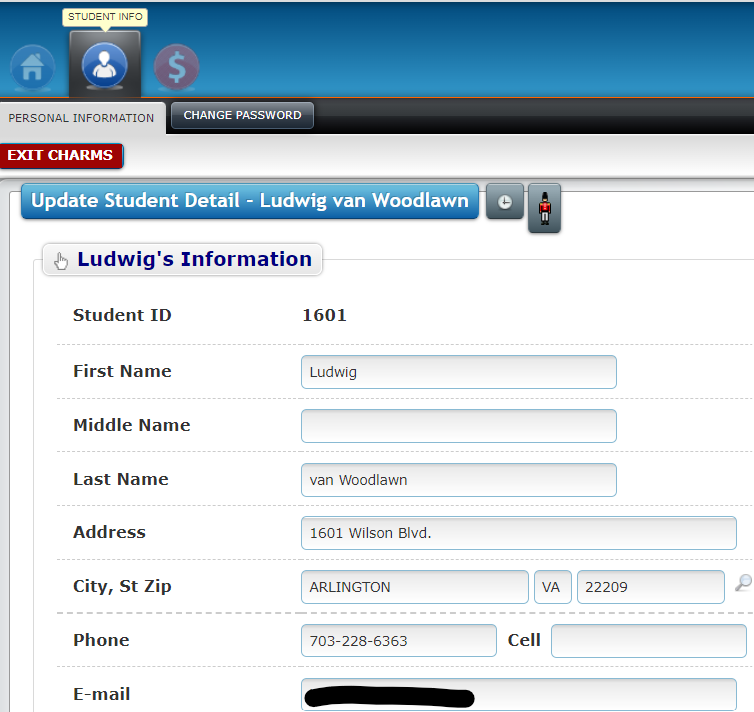 STUDENT INFO
PERSONAL INFORMATION CHANGE PASSWORD
EXIT CHARMS
Update Student Detail - Ludwig van Woodlawn
Ludwig's Information
Student ID 1601
First Name Ludwig
Middle Name
Last Name van Woodlawn
Address 1601 Wilson Blvd.
City, St Zip ARLINGTON VA 22209
Phone 703-228-6363 Cell
E-mail